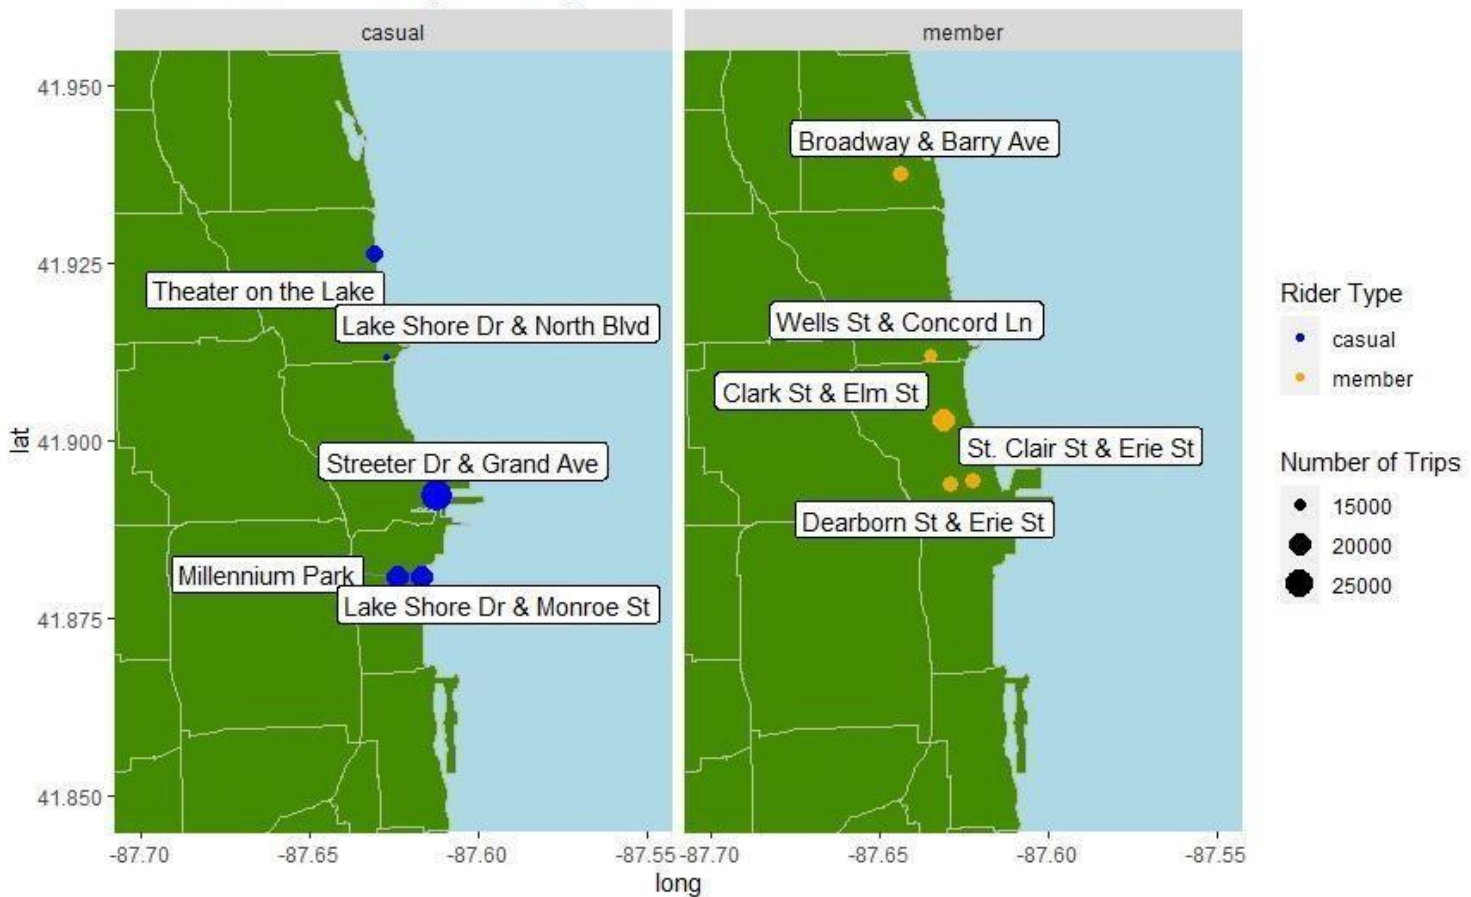 casual
member
41.950
41.925
41.900
41.875
41.850
lat
Theater on the Lake
Lake Shore Dr & North Blvd
Streeter Dr & Grand Ave
Millennium Park
Lake Shore Dr & Monroe St
Broadway & Barry Ave
Wells St & Concord Ln
Clark St & Elm St
St. Clair St & Erie St
Dearborn St & Erie St
-87.70
-87.65
-87.60
-87.55
-87.70
-87.65
-87.60
-87.55
long
Rider Type
casual
member
Number of Trips
15000
20000
25000